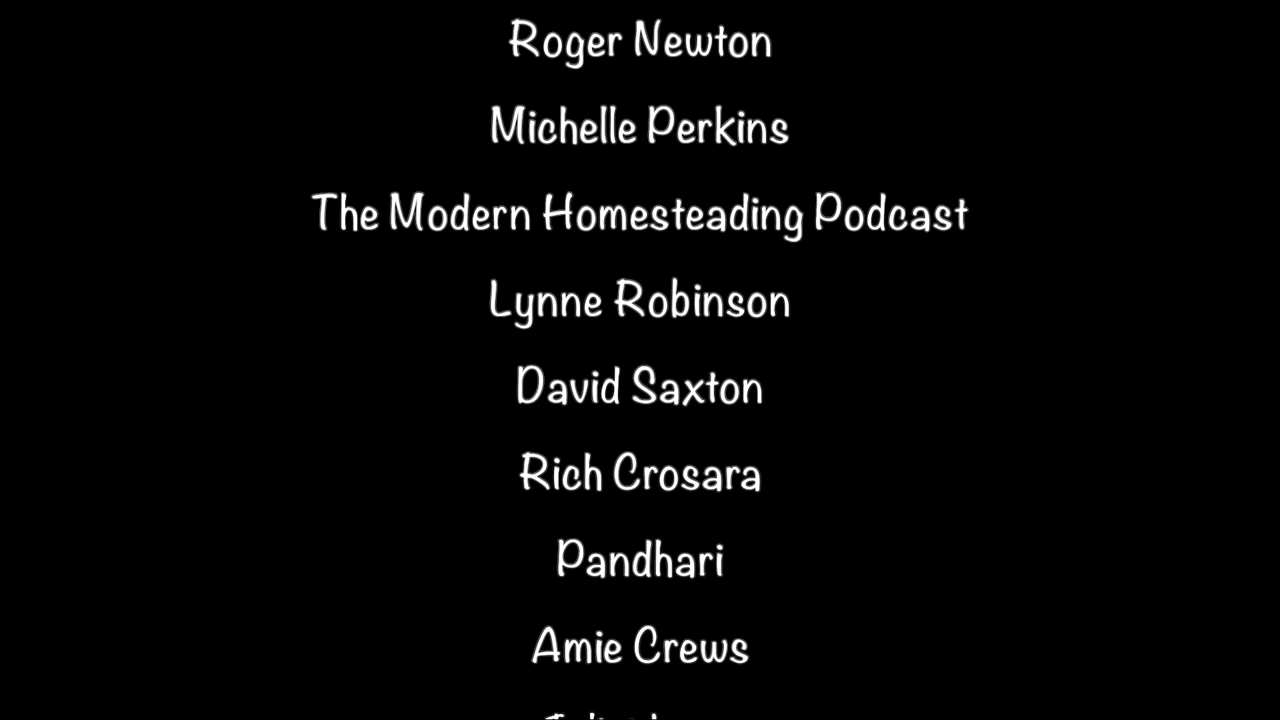 Roger Newton
Michelle Perkins
The Modern Homesteading Podcast
Lynne Robinson
David Saxton
Rich Crosara
Pandhari
Amie Crews